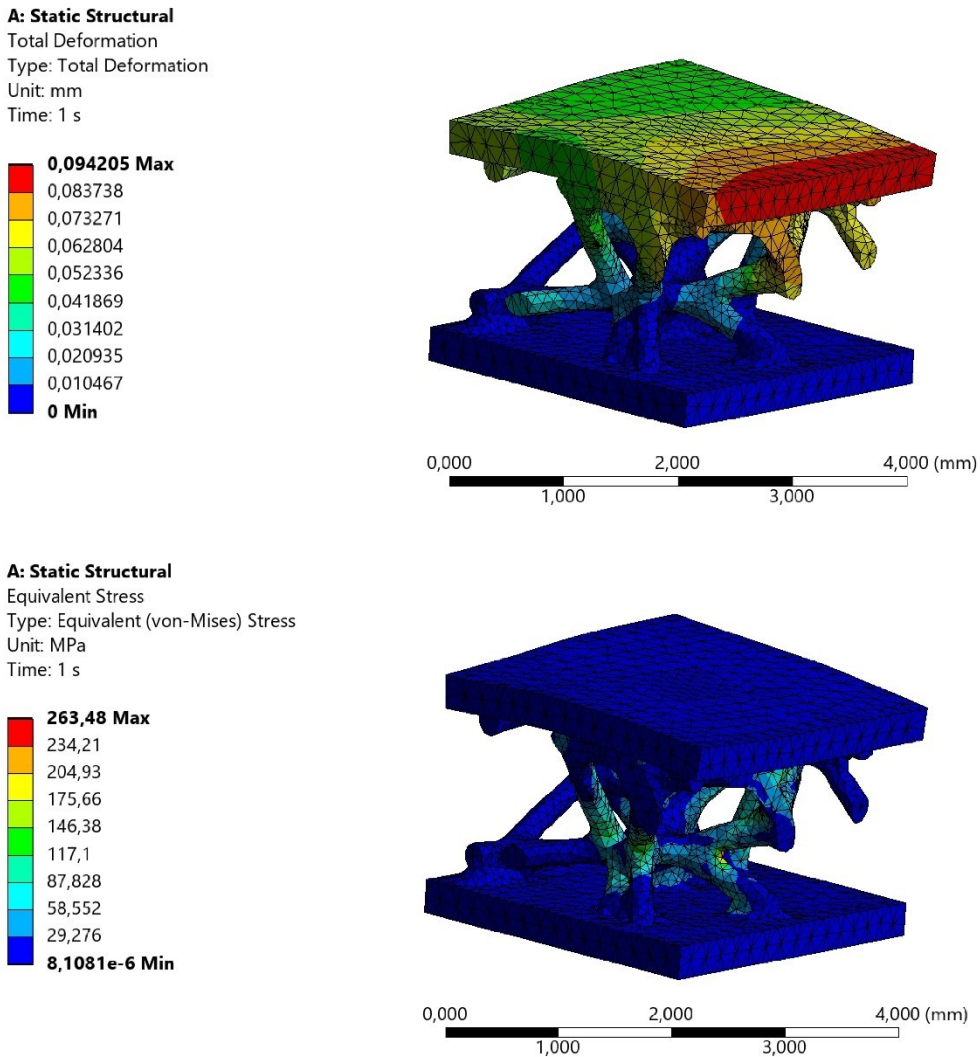 A: Static Structural
Total Deformation
Type: Total Deformation
Unit: mm
Time: 1 s
0,094205 Max
0,083738
0,073271
0,062804
0,052336
0,041869
0,031402
0,020935
0,010467
0 Min
0,000 2,000 4,000 (mm)
1,000 3,000
A: Static Structural
Equivalent Stress
Type: Equivalent (von-Mises) Stress
Unit: MPa
Time: 1 s
263,48 Max
234,21
204,93
175,66
146,38
117,1
87,828
58,552
29,276
8,1081e-6 Min
0,000 2,000 4,000 (mm)
1,000 3,000